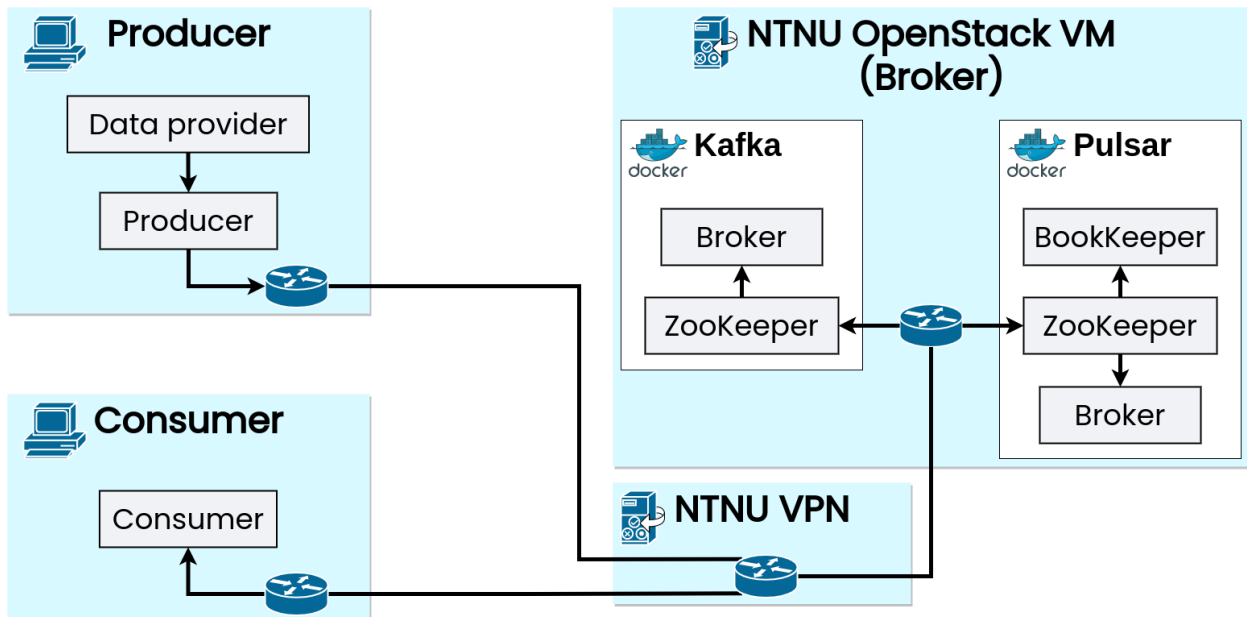 Producer
Data provider
Producer
Consumer
Consumer
NTNU OpenStack VM
(Broker)
docker
Kafka
Broker
ZooKeeper
docker
Pulsar
BookKeeper
ZooKeeper
Broker
NTNU VPN